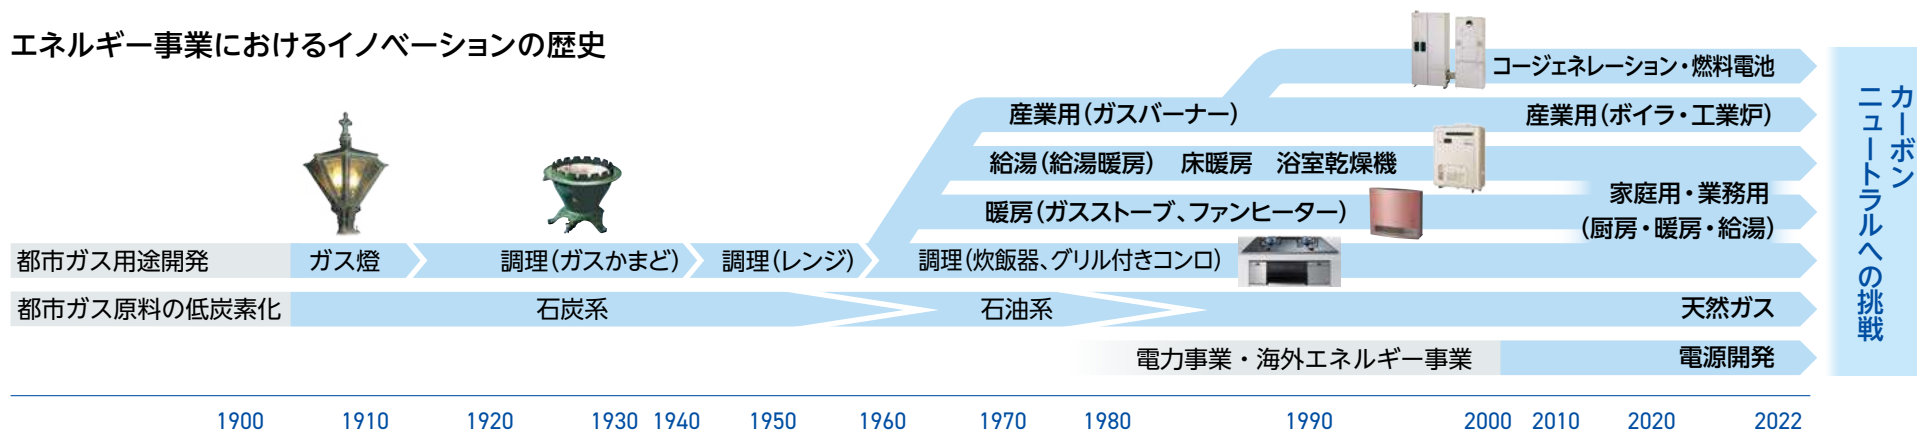 エネルギー事業におけるイノベーションの歴史
コージェネレーション・燃料電池
産業用(ガスバーナー)
産業用(ボイラ・工業炉)
給湯(給湯暖房) 床暖房 浴室乾燥機
暖房(ガスストーブ、ファンヒーター)
家庭用・業務用
(厨房・暖房・給湯)
都市ガス用途開発
ガス燈
調理(ガスかまど)
調理(レンジ)
調理(炊飯器、グリル付きコンロ)
都市ガス原料の低炭素化
石炭系
石油系
天然ガス
電力事業・海外エネルギー事業
電源開発
カーボン
ニュートラルへの挑戦
1900 1910 1920 1930 1940 1950 1960 1970 1980 1990 2000 2010 2020 2022